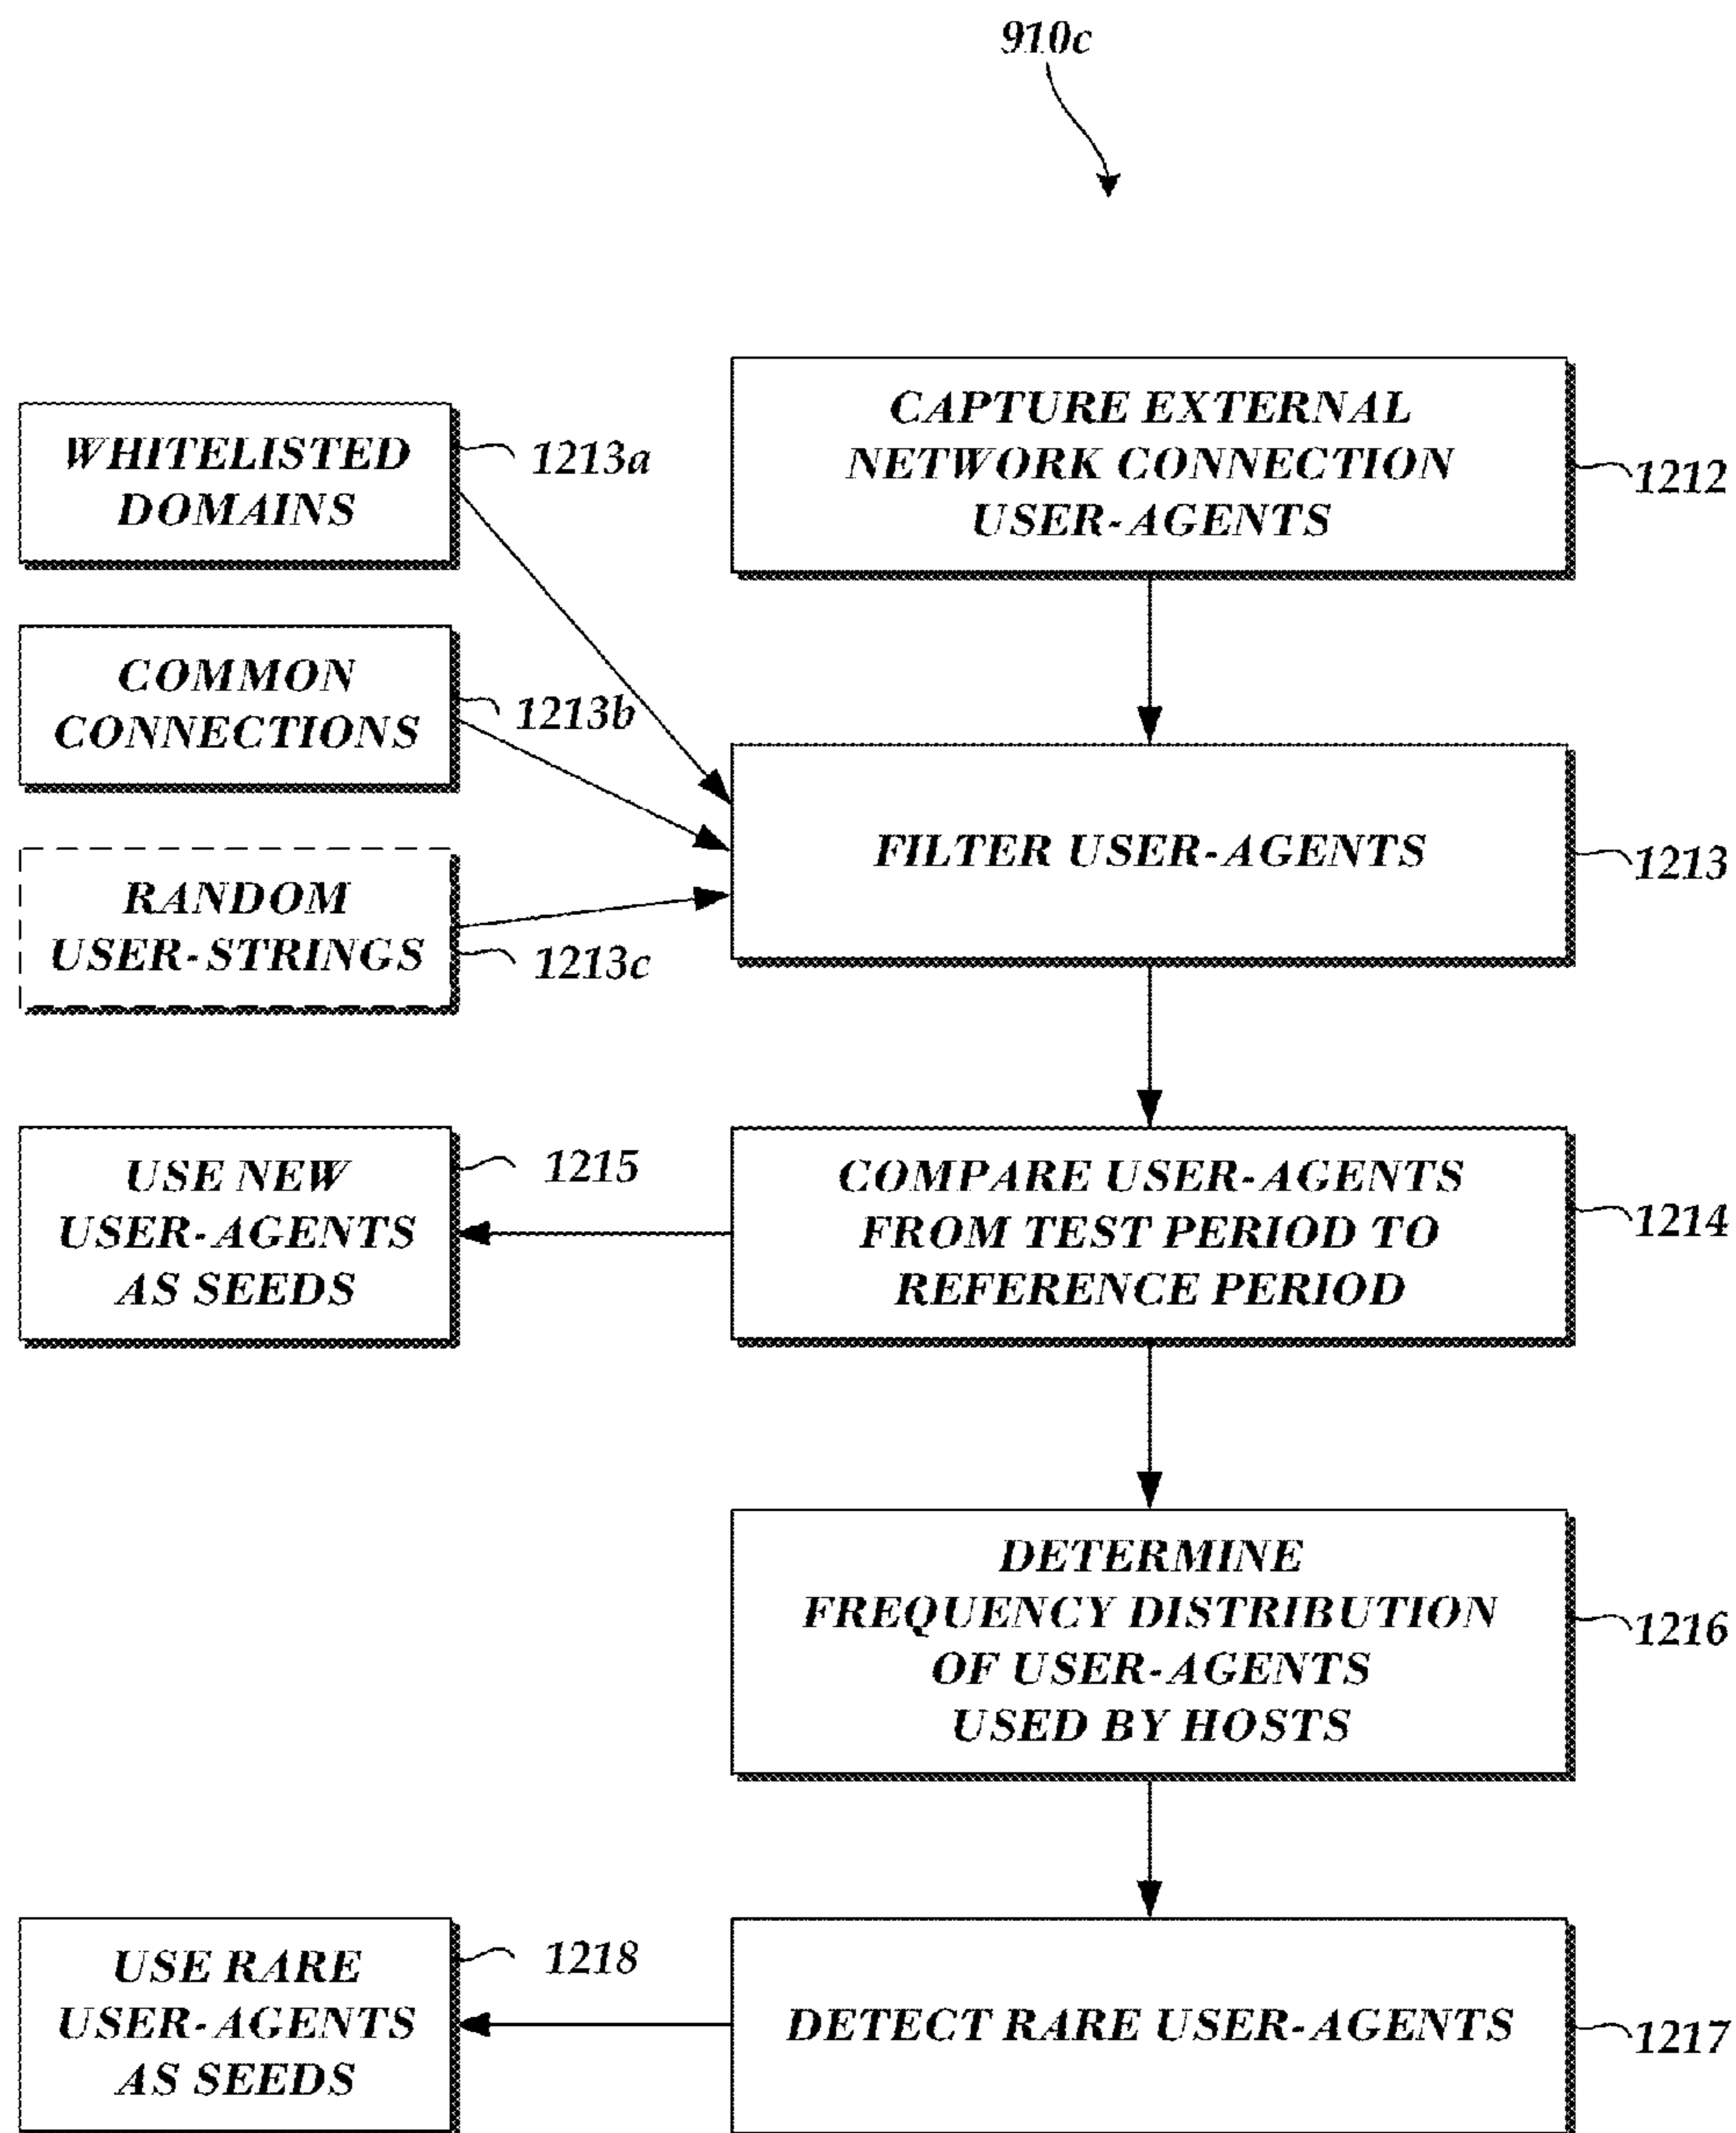 910c
WHITELISTED
DOMAINS
1213a
CAPTURE EXTERNAL
NETWORK CONNECTION
USER-AGENTS
1212
COMMON
CONNECTIONS
1213b
RANDOM
USER-STRINGS
1213c
FILTER USER-AGENTS
1213
USE NEW
USER-AGENTS
AS SEEDS
1215
COMPARE USER-AGENTS
FROM TEST PERIOD TO
REFERENCE PERIOD
1214
DETERMINE
FREQUENCY DISTRIBUTION
OF USER-AGENTS
USED BY HOSTS
1216
USE RARE
USER-AGENTS
AS SEEDS
1218
DETECT RARE USER-AGENTS
1217